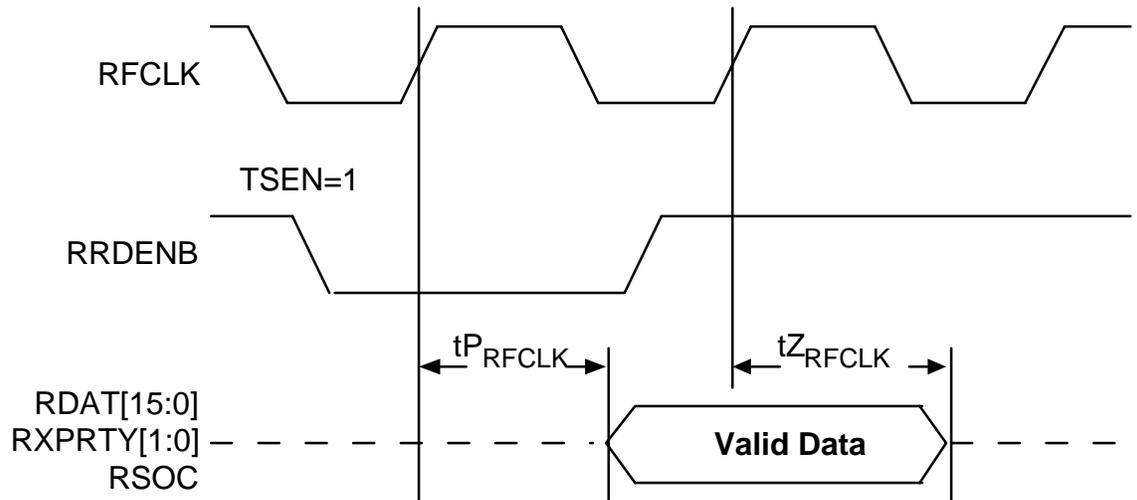 RFCLK
TSEN=1
RRDENB
tPRFCLK
tZRFCLK
RDAT[15:0]
RXPRTY[1:0]
RSOC
Valid Data